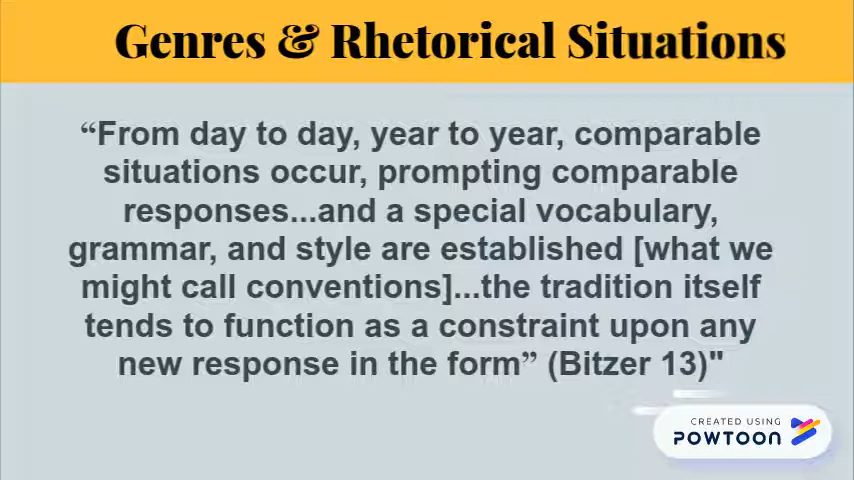 Genres & Rhetorical Situations
“From day to day, year to year, comparable
situations occur, prompting comparable
responses...and a special vocabulary,
grammar, and style are established [what we
might call conventions]...the tradition itself
tends to function as a constraint upon any
new response in the form” (Bitzer 13)"
CREATED USING
POWTOON